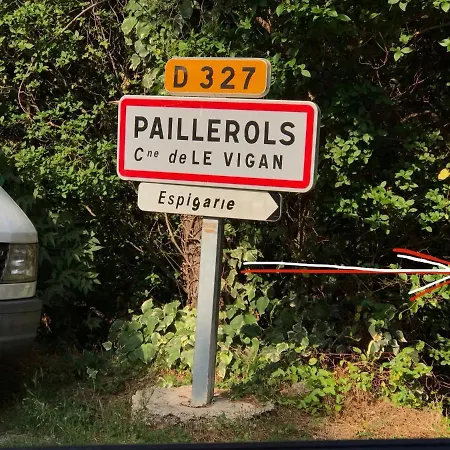 D 327
PAILLEROLS
Cne de LE VIGAN
Espigarie